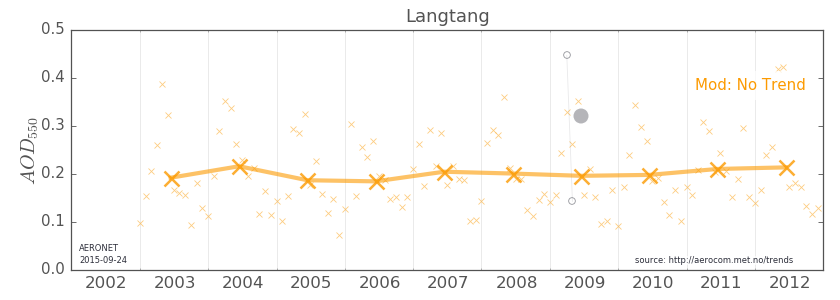 Langtang
0.5
0.4
0.3
0.2
0.1
0.0
AOD550
Mod: No Trend
AERONET
2015-09-24
source: http://aerocom.met.no/trends
2002 2003 2004 2005 2006 2007 2008 2009 2010 2011 2012